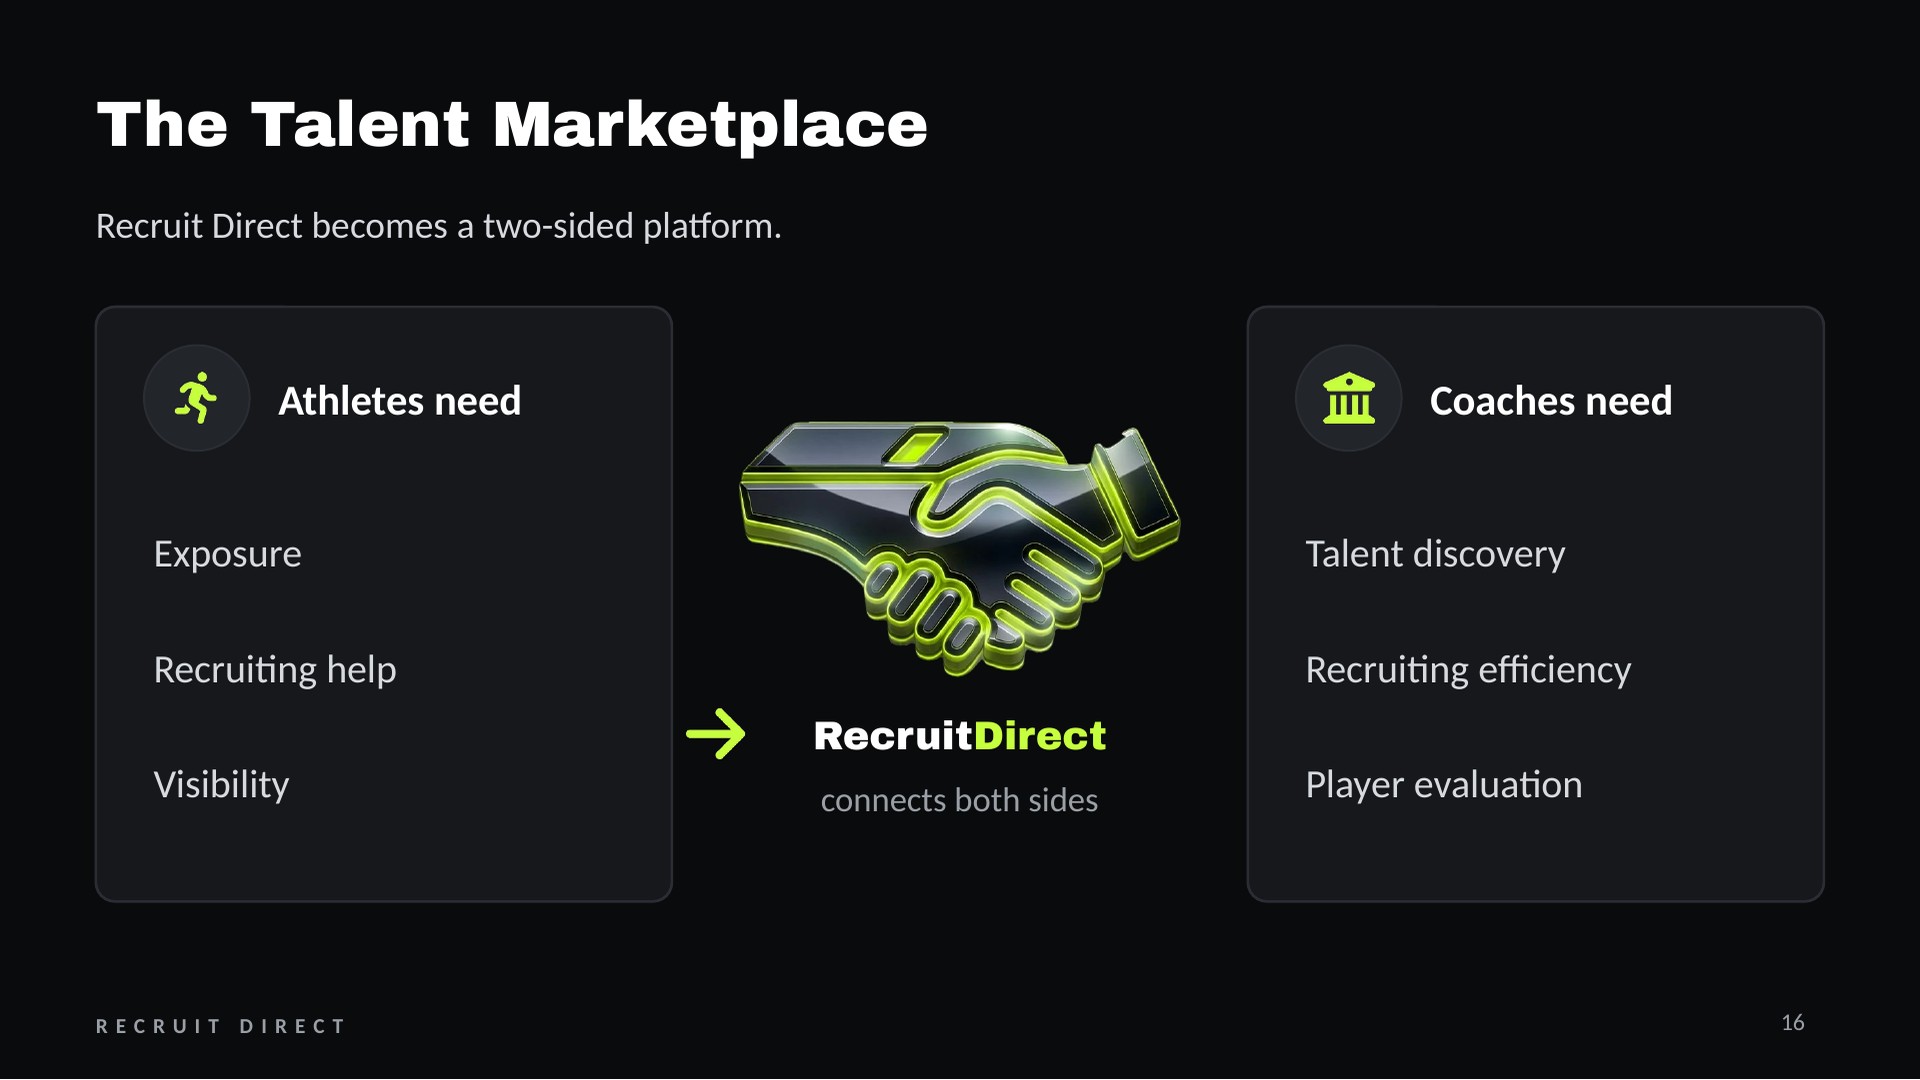 The Talent Marketplace
Recruit Direct becomes a two-sided platform.
Athletes need
Exposure
Recruiting help
Visibility
RecruitDirect
connects both sides
Coaches need
Talent discovery
Recruiting efficiency
Player evaluation
RECRUIT DIRECT
16